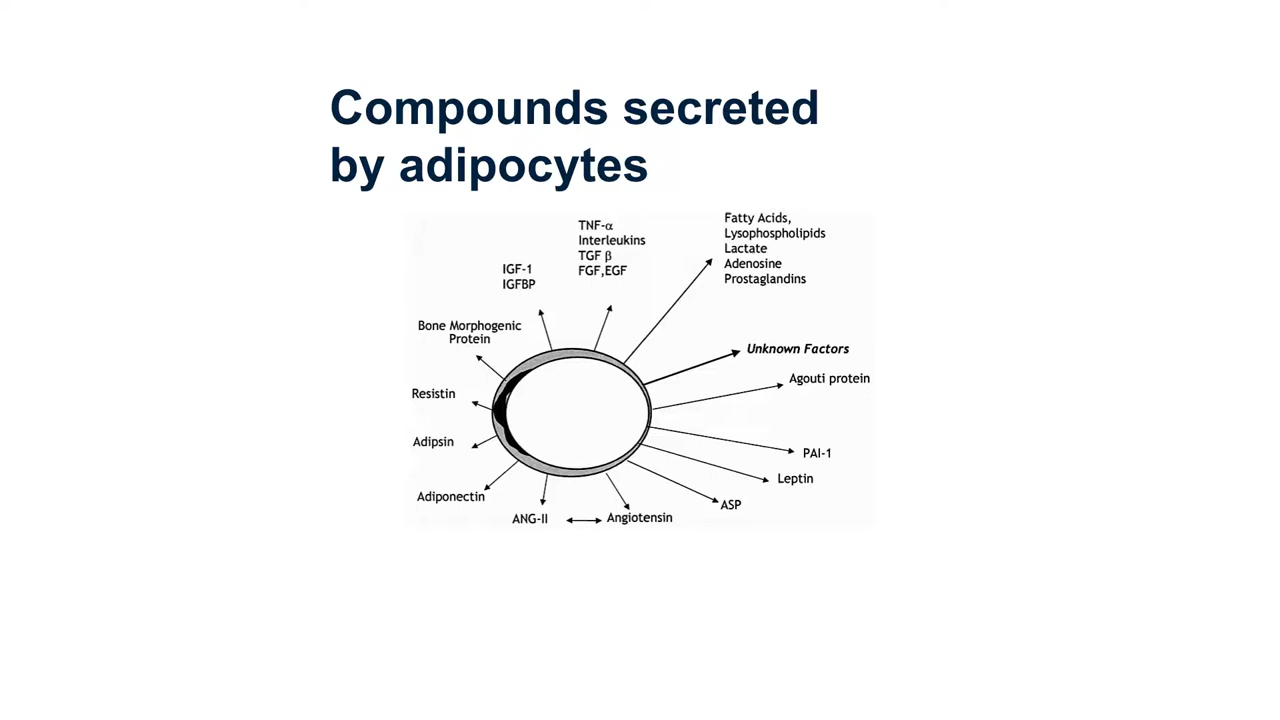 Compounds secreted
by adipocytes
TNF-α
Interleukins
TGF β
FGF,EGF
Fatty Acids,
Lysophospholipids
Lactate
Adenosine
Prostaglandins
IGF-1
IGFBP
Bone Morphogenic
Protein
Unknown Factors
Agouti protein
Resistin
Adipsin
PAI-1
Leptin
Adiponectin
ASP
ANG-II
Angiotensin